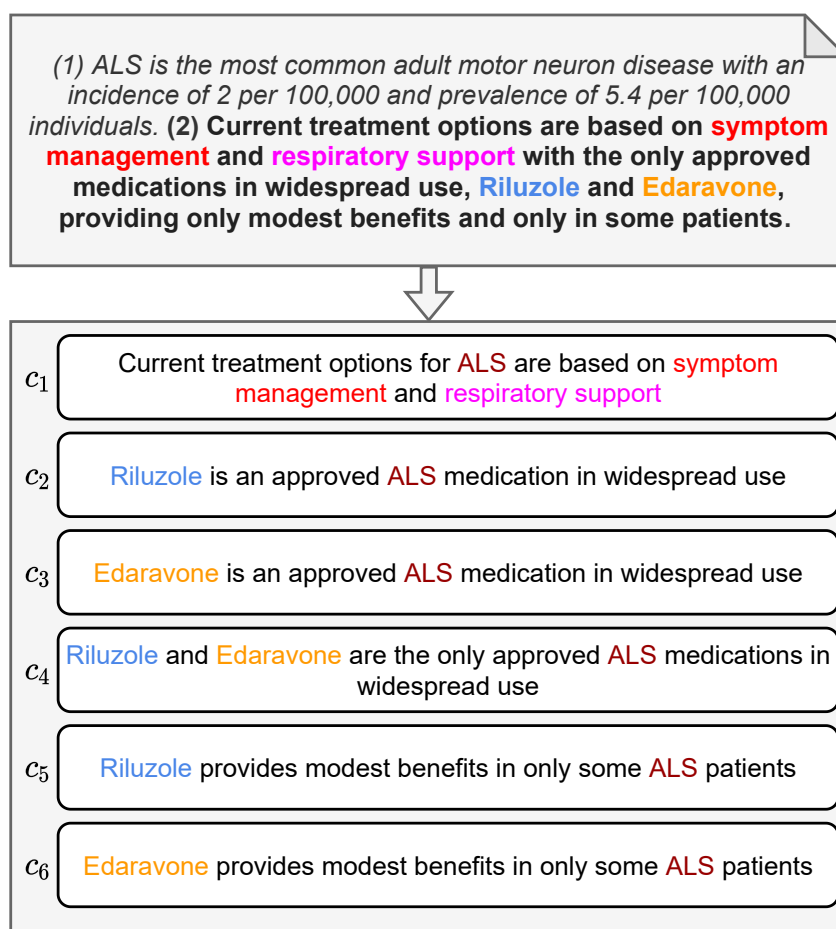 (1) ALS is the most common adult motor neuron disease with an
incidence of 2 per 100,000 and prevalence of 5.4 per 100,000
individuals. (2) Current treatment options are based on symptom
management and respiratory support with the only approved
medications in widespread use, Riluzole and Edaravone,
providing only modest benefits and only in some patients.
c1
Current treatment options for ALS are based on symptom
management and respiratory support
c2 Riluzole is an approved ALS medication in widespread use
c3 Edaravone is an approved ALS medication in widespread use
c4
Riluzole and Edaravone are the only approved ALS medications in
widespread use
c5 Riluzole provides modest benefits in only some ALS patients
c6 Edaravone provides modest benefits in only some ALS patients